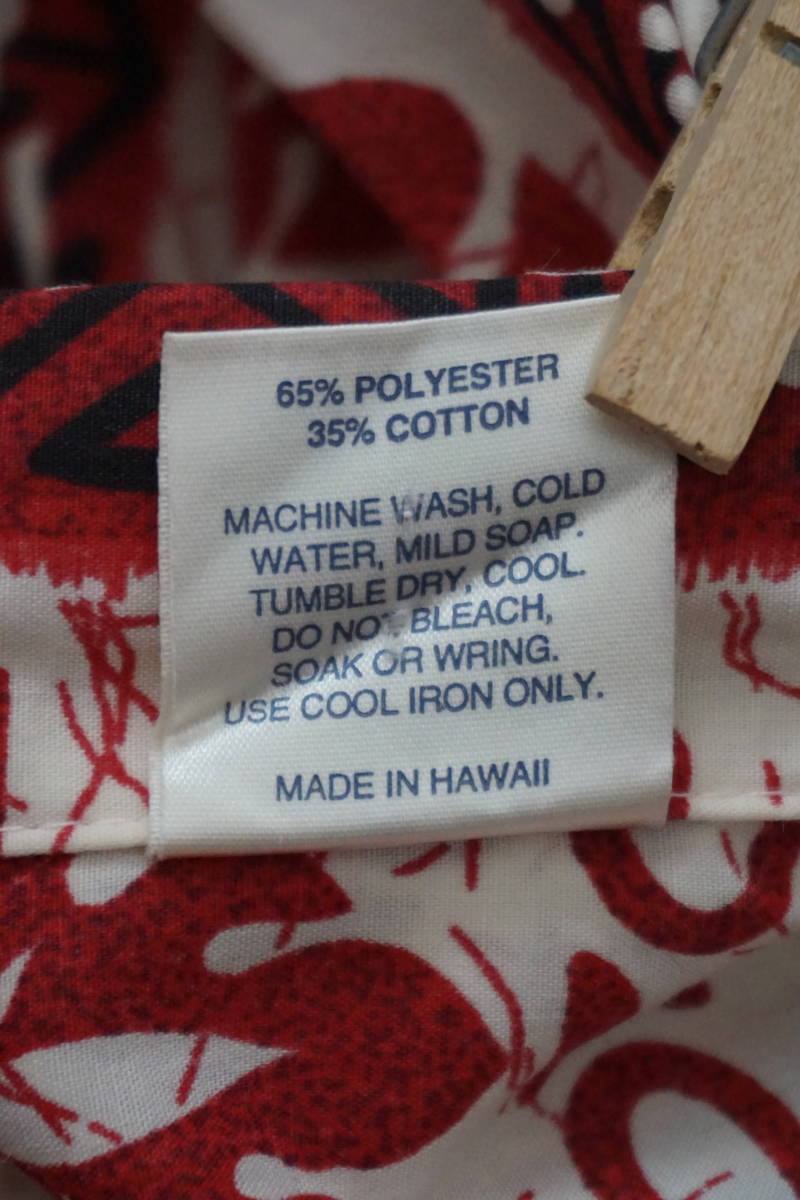 65% POLYESTER
35% COTTON
MACHINE WASH, COLD
WATER, MILD SOAP.
TUMBLE DRY, COOL.
DO NOT BLEACH,
SOAK OR WRING.
USE COOL IRON ONLY.
MADE IN HAWAII